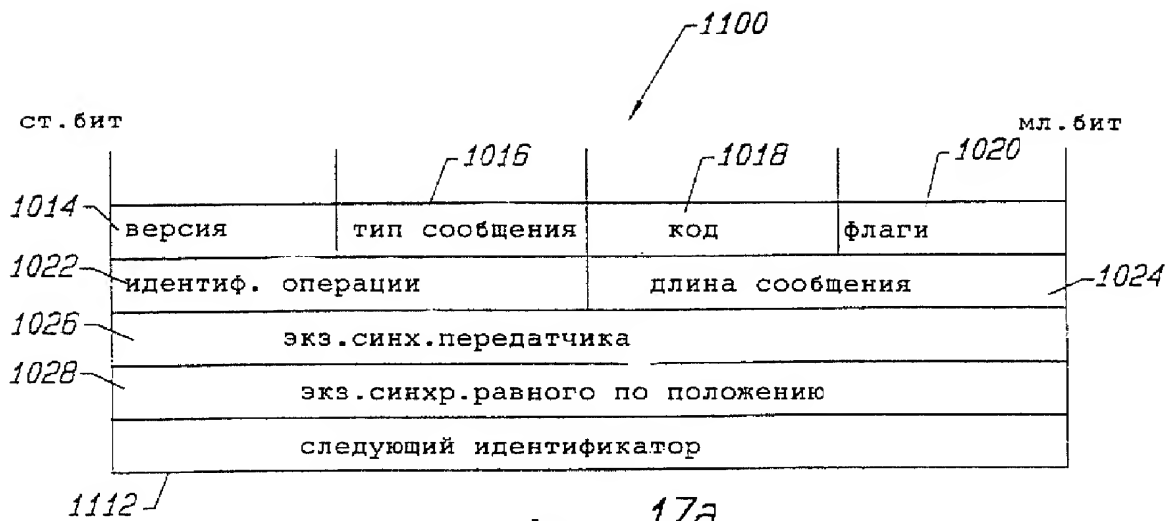 1100
ст.бит мл.бит
1016 1018 1020
1014 версия тип сообщения код флаги
1022 идентиф. операции длина сообщения 1024
1026 экз.синх.передатчика
1028 экз.синхр.равного по положению
следующий идентификатор
1112 17а